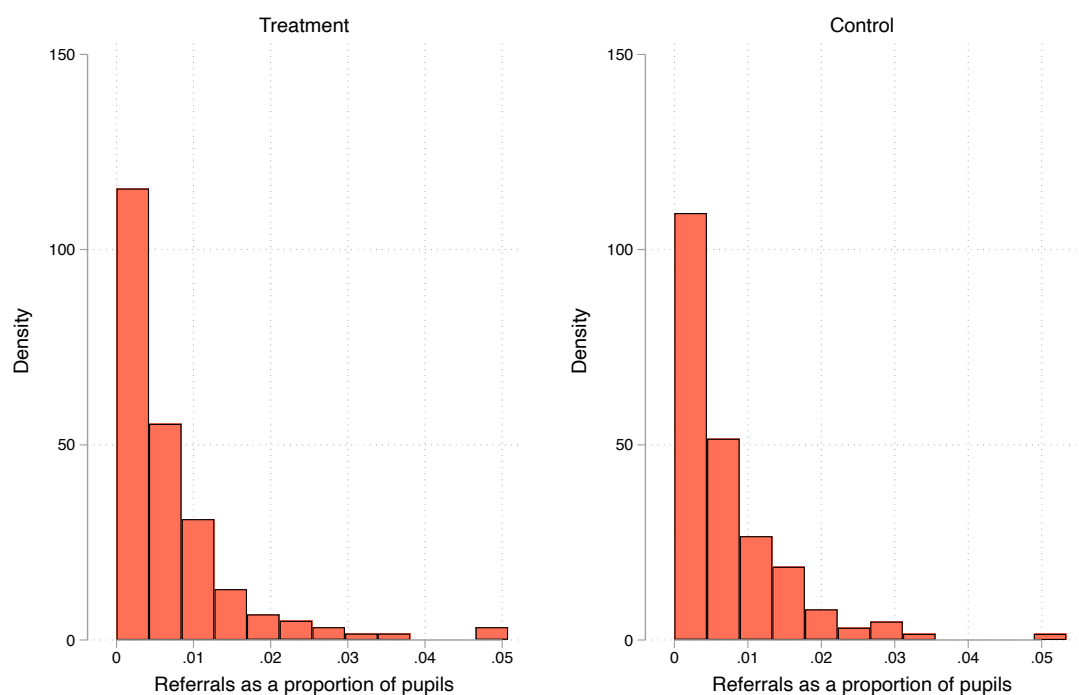 Treatment
Control
150
100
50
0
Density
0 .01 .02 .03 .04 .05
Referrals as a proportion of pupils
150
100
50
0
Density
0 .01 .02 .03 .04 .05
Referrals as a proportion of pupils